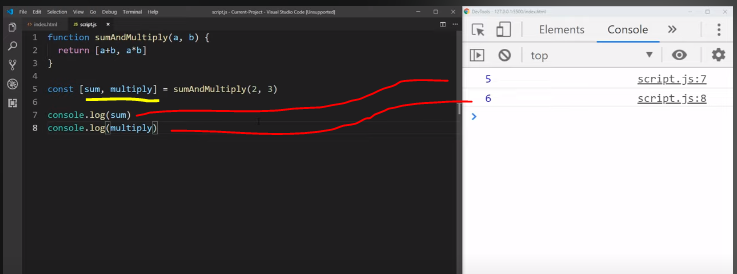 File Edit Selection View Go Debug Terminal Help
script.js - Current-Project - Visual Studio Code [Unsupported]
index.html
script.js
1 function sumAndMultiply(a, b) {
2 return [a+b, a*b]
3 }
4
5 const [sum, multiply] = sumAndMultiply(2, 3)
6
7 console.log(sum)
8 console.log(multiply)
Elements Console
top
5 script.js:7
6 script.js:8